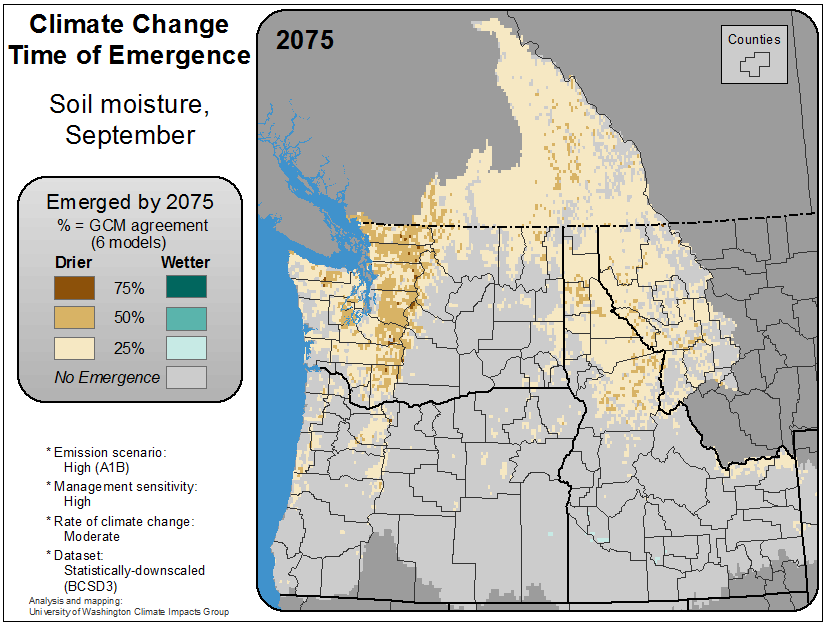 Climate Change
Time of Emergence
Soil moisture,
September
Emerged by 2075
% = GCM agreement
(6 models)
Drier Wetter
75%
50%
25%
No Emergence
* Emission scenario:
High (A1B)
* Management sensitivity:
High
* Rate of climate change:
Moderate
* Dataset:
Statistically-downscaled
(BCSD3)
Analysis and mapping:
University of Washington Climate Impacts Group
2075
Counties